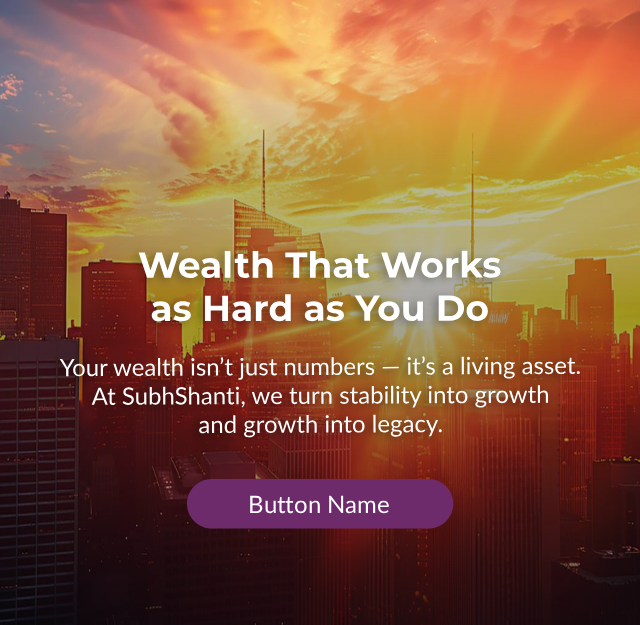 Wealth That Works
as Hard as You Do
Your wealth isn’t just numbers — it’s a living asset.
At SubhShanti, we turn stability into growth
and growth into legacy.
Button Name